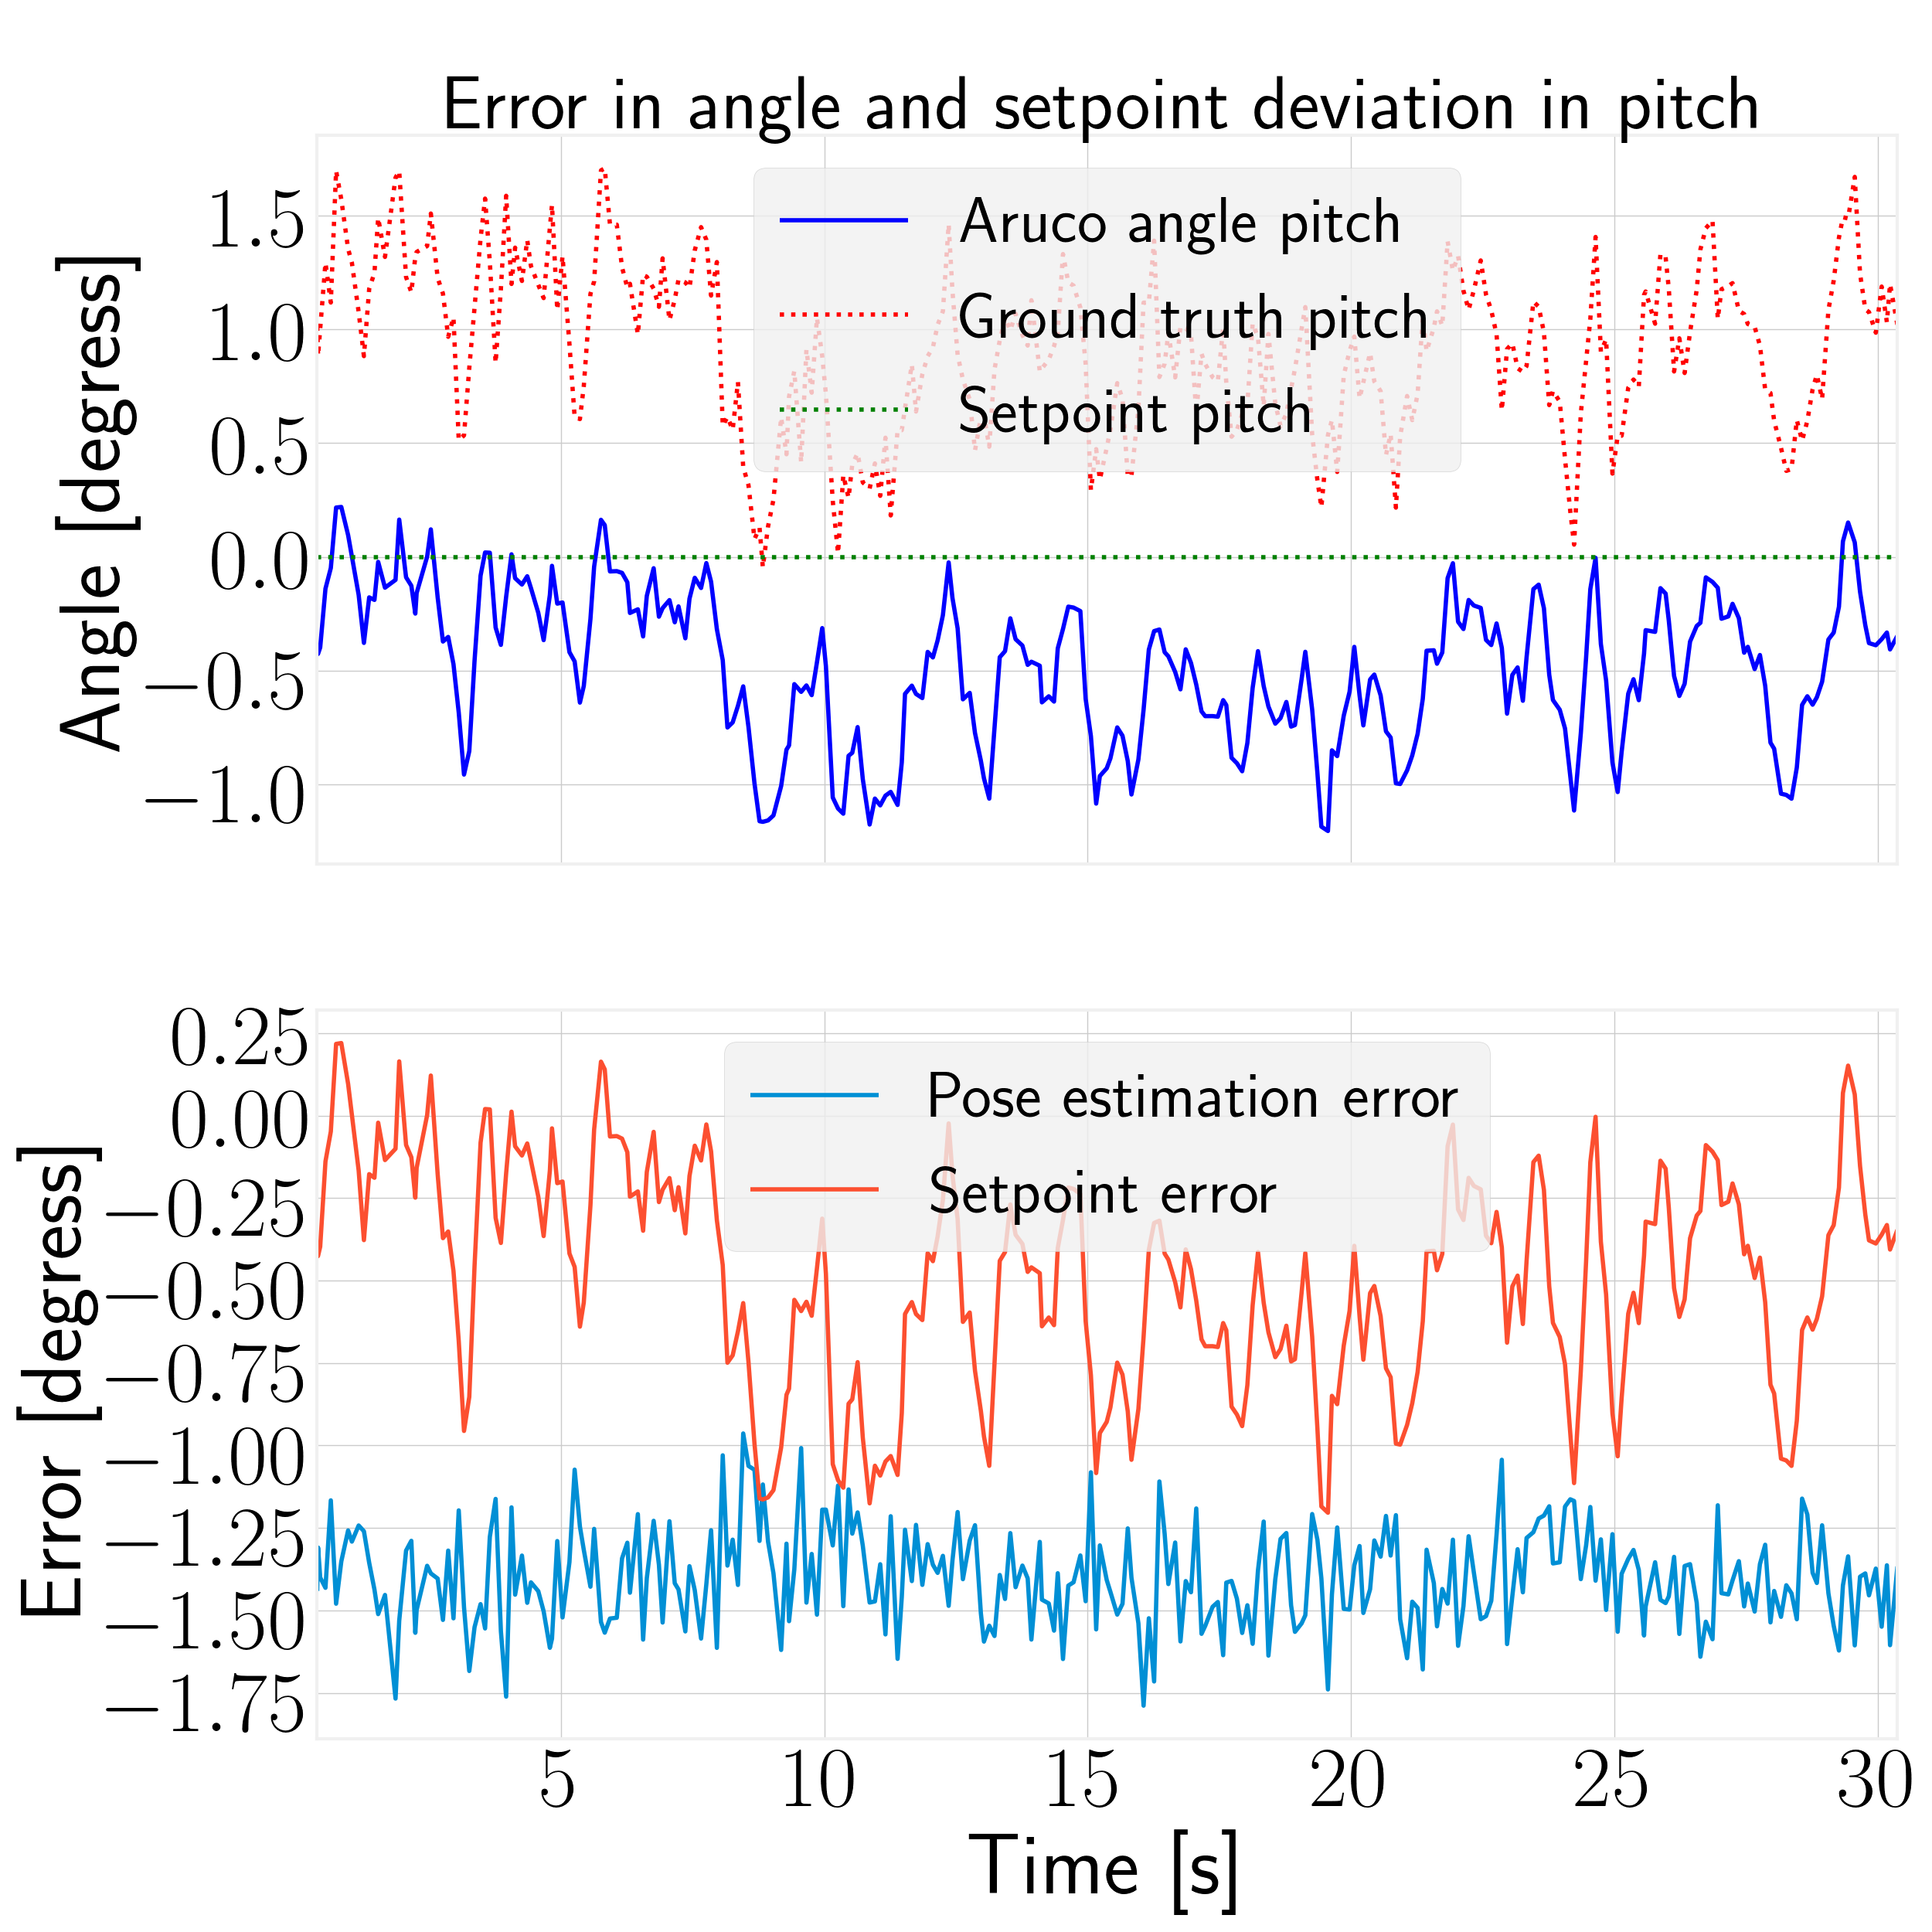 Error in angle and setpoint deviation in pitch
Angle [degress]
1.5
1.0
0.5
0.0
−0.5
−1.0
Aruco angle pitch
Ground truth pitch
Setpoint pitch
Error [degress]
0.25
0.00
−0.25
−0.50
−0.75
−1.00
−1.25
−1.50
−1.75
Pose estimation error
Setpoint error
5 10 15 20 25 30
Time [s]